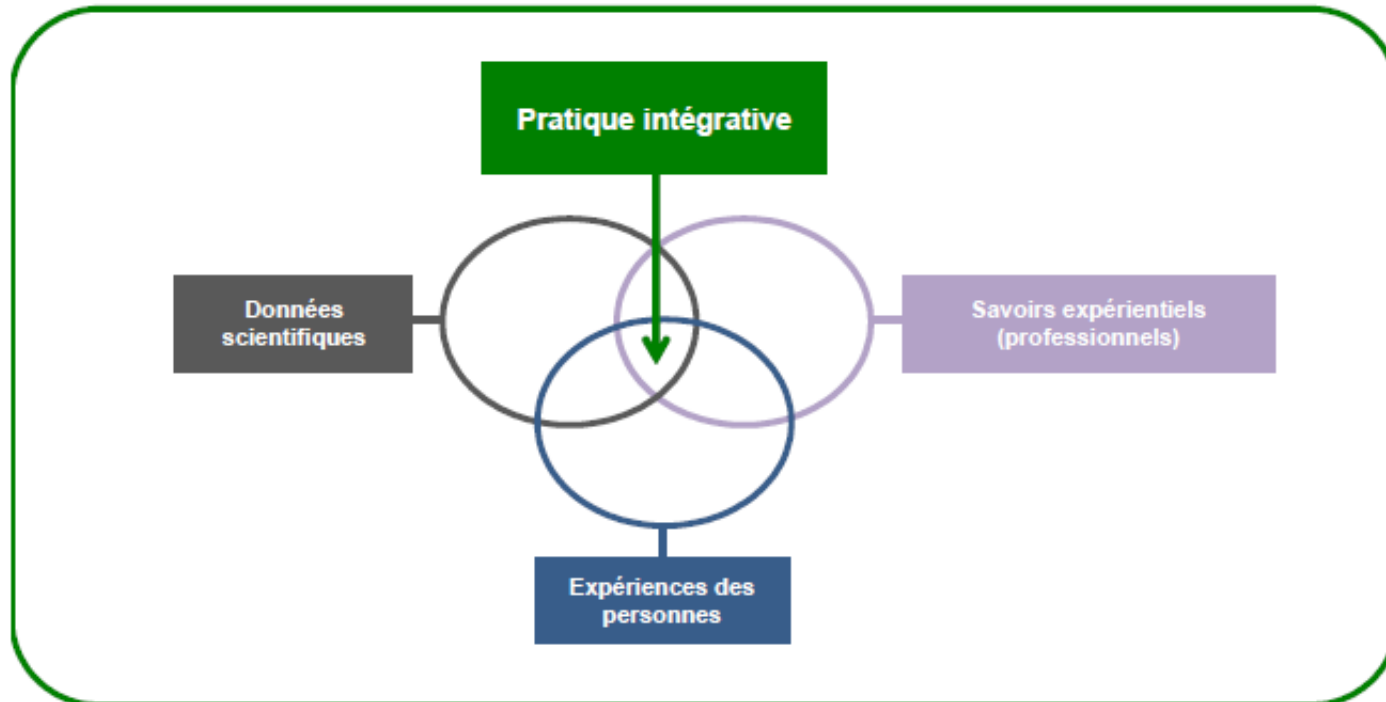 Pratique intégrative
Données
scientifiques
Savoirs expérientiels
(professionnels)
Expériences des
personnes